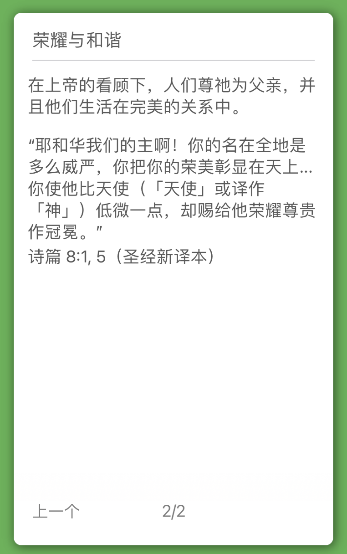 荣耀与和谐
在上帝的看顾下，人们尊祂为父亲，并
且他们生活在完美的关系中。
“耶和华我们的主啊！你的名在全地是
多么威严，你把你的荣美彰显在天上...
你使他比天使（「天使」或译作
「神」）低微一点，却赐给他荣耀尊贵
作冠冕。”
诗篇 8:1, 5（圣经新译本）
上一个 2/2